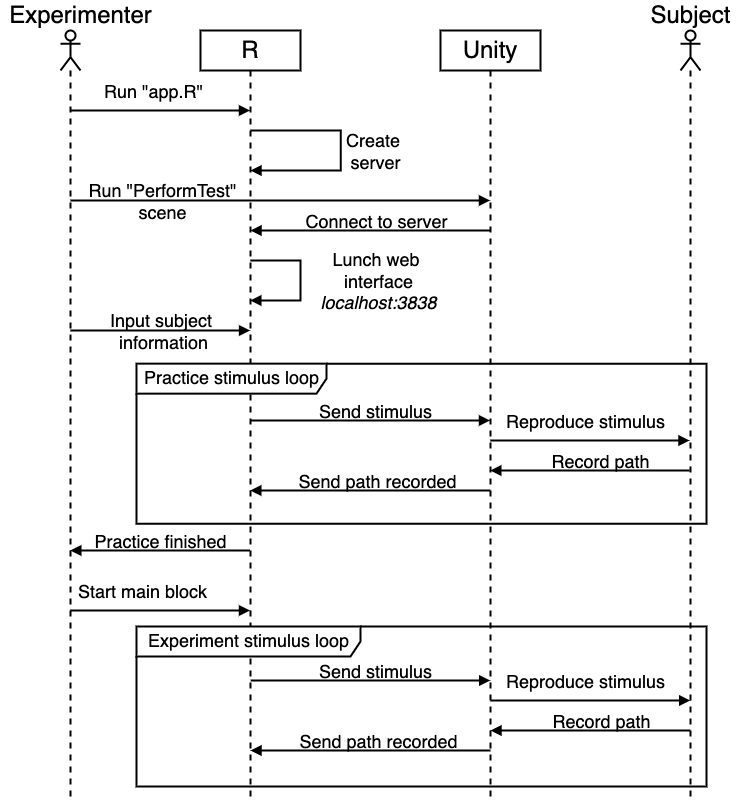 Experimenter
R
Unity
Subject
Run "app.R"
Create
server
Run "PerformTest"
scene
Connect to server
Lunch web
interface
localhost:3838
Input subject
information
Practice stimulus loop
Send stimulus
Reproduce stimulus
Record path
Send path recorded
Practice finished
Start main block
Experiment stimulus loop
Send stimulus
Reproduce stimulus
Record path
Send path recorded